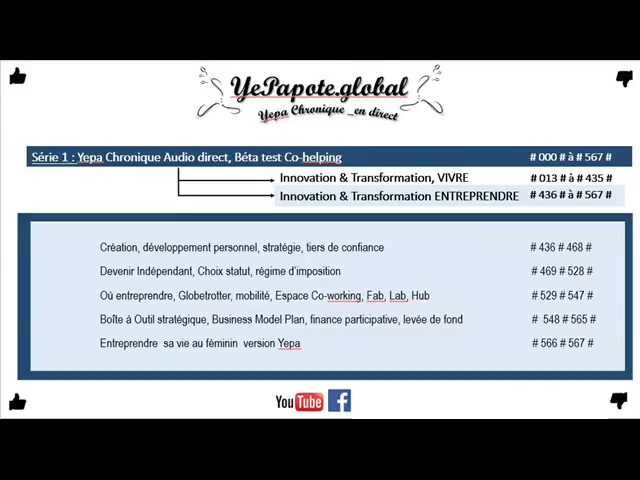 YePapote.global
Yepa Chronique _en direct
Série 1 : Yepa Chronique Audio direct, Béta test Co-helping # 000 # à # 567 #
Innovation & Transformation, VIVRE # 013 # à # 435 #
Innovation & Transformation ENTREPRENDRE # 436 # à # 567 #
Création, développement personnel, stratégie, tiers de confiance # 436 # 468 #
Devenir Indépendant, Choix statut, régime d'imposition # 469 # 528 #
Où entreprendre, Globetrotter, mobilité, Espace Co-working, Fab, Lab, Hub # 529 # 547 #
Boîte à Outil stratégique, Business Model Plan, finance participative, levée de fond # 548 # 565 #
Entreprendre sa vie au féminin version Yepa # 566 # 567 #
You Tube f